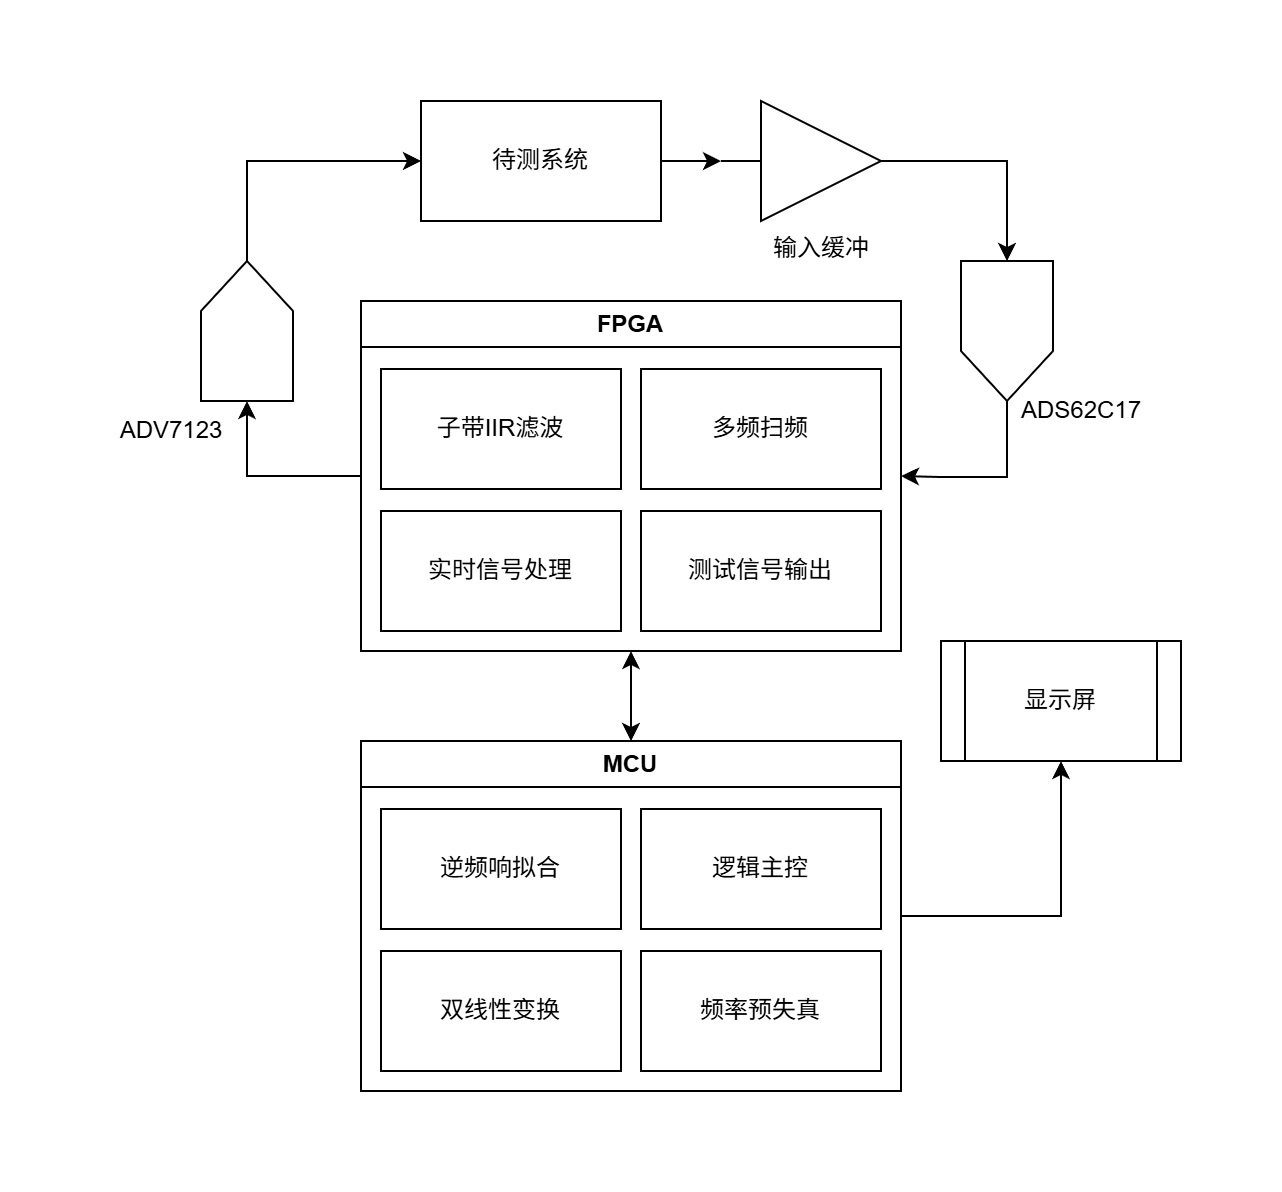 待测系统
输入缓冲
FPGA
ADS62C17
ADV7123
子带IIR滤波
多频扫频
实时信号处理
测试信号输出
显示屏
MCU
逆频响拟合
逻辑主控
双线性变换
频率预失真